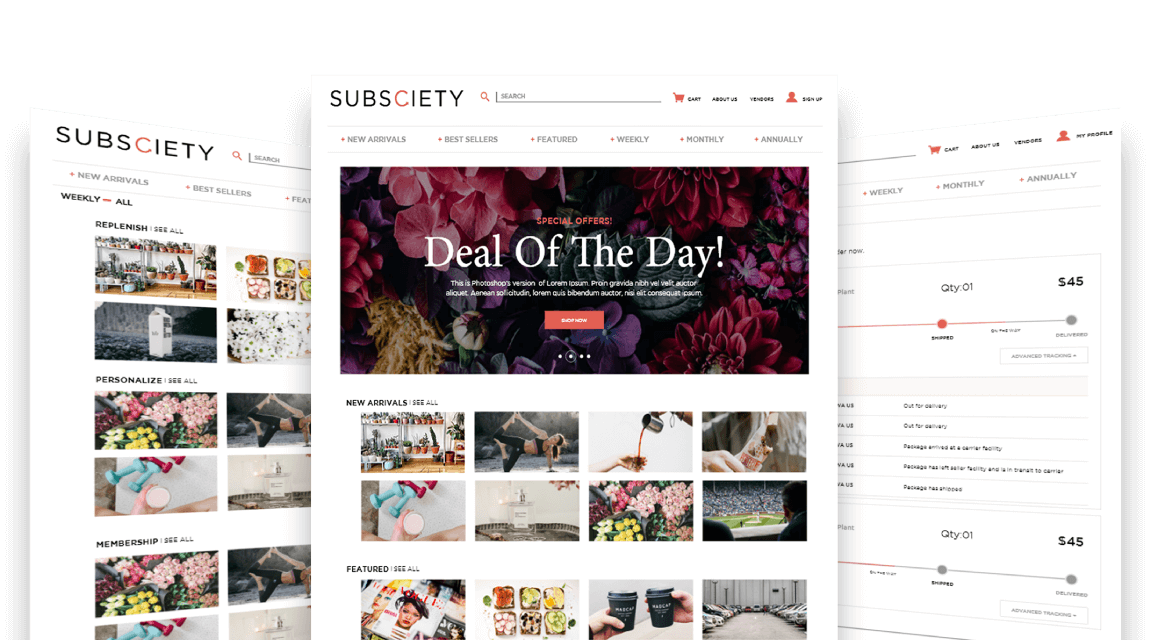 SUBSCIETY
SEARCH
+ NEW ARRIVALS
+ BEST SELLERS
+ FEAT
WEEKLY — ALL
REPLENISH | SEE ALL
PERSONALIZE | SEE ALL
MEMBERSHIP | SEE ALL
SUBSCIETY
SEARCH
CART
ABOUT US
VENDORS
SIGN UP
+ NEW ARRIVALS
+ BEST SELLERS
+ FEATURED
+ WEEKLY
+ MONTHLY
+ ANNUALLY
SPECIAL OFFERS!
Deal Of The Day!
This is Photoshop's version of Lorem Ipsum. Proin gravida nibh vel velit auctor
aliquet. Aenean sollicitudin, lorem quis bibendum auctor, nisi elit consequat ipsum.
SHOP NOW
NEW ARRIVALS | SEE ALL
FEATURED | SEE ALL
MADCAP
MADCAP
CART
ABOUT US
VENDORS
MY PROFILE
+ WEEKLY
+ MONTHLY
+ ANNUALLY
now.
Plant
Qty:01
$45
SHIPPED
ON THE WAY
DELIVERED
ADVANCED TRACKING +
US
Out for delivery
US
Out for delivery
US
Package arrived at a carrier facility
US
Package has left seller facility and is in transit to carrier
US
Package has shipped
Plant
Qty:01
$45
ON THE WAY
SHIPPED
DELIVERED
ADVANCED TRACKING +